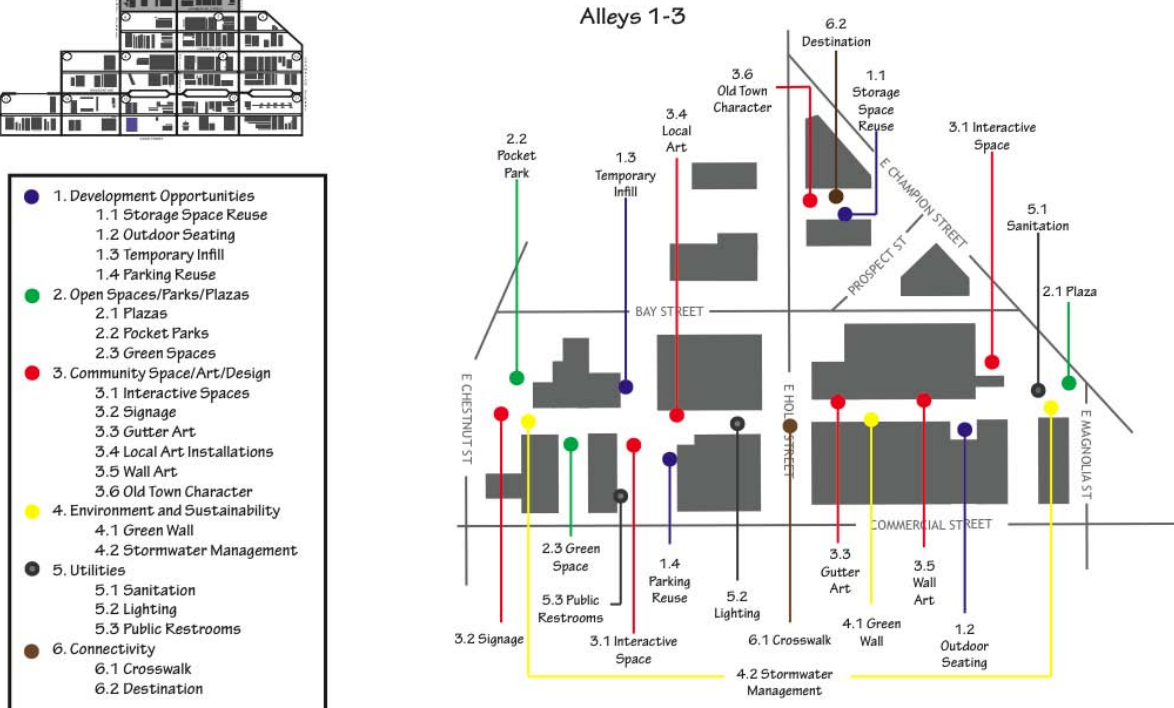 Alleys 1-3
6.2
Destination
3.6
Old Town
Character
1.1
Storage
Space
Reuse
3.4
Local
Art
3.1 Interactive
Space
2.2
Pocket
Park
1.3
Temporary
Infill
5.1
Sanitation
2.1 Plaza
E CHAMPION STREET
PROSPECT ST
BAY STREET
E CHESTNUT ST
E HOLLY STREET
E MAGNOLIA ST
COMMERCIAL STREET
2.3 Green
Space
1.4
Parking
Reuse
5.3 Public
Restrooms
5.2
Lighting
3.3
Gutter
Art
3.5
Wall
Art
3.2 Signage
3.1 Interactive
Space
6.1 Crosswalk
4.1 Green
Wall
1.2
Outdoor
Seating
4.2 Stormwater
Management
1. Development Opportunities
1.1 Storage Space Reuse
1.2 Outdoor Seating
1.3 Temporary Infill
1.4 Parking Reuse
2. Open Spaces/Parks/Plazas
2.1 Plazas
2.2 Pocket Parks
2.3 Green Spaces
3. Community Space/Art/Design
3.1 Interactive Spaces
3.2 Signage
3.3 Gutter Art
3.4 Local Art Installations
3.5 Wall Art
3.6 Old Town Character
4. Environment and Sustainability
4.1 Green Wall
4.2 Stormwater Management
5. Utilities
5.1 Sanitation
5.2 Lighting
5.3 Public Restrooms
6. Connectivity
6.1 Crosswalk
6.2 Destination